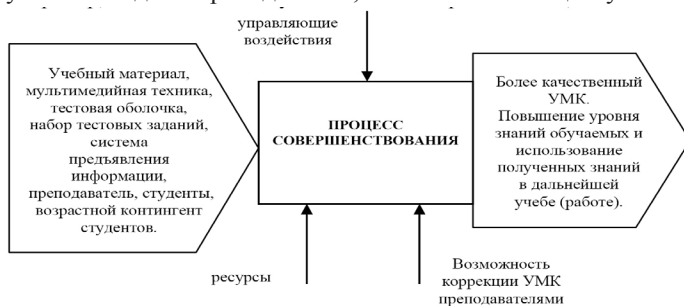 управляющие
воздействия
Учебный материал,
мультимедийная техника,
тестовая оболочка,
набор тестовых заданий,
система
предъявления
информации,
преподаватель, студенты,
возрастной контингент
студентов.
ПРОЦЕСС
СОВЕРШЕНСТВОВАНИЯ
Более качественный
УМК.
Повышение уровня
знаний обучаемых и
использование
полученных знаний
в дальнейшей
учебе (работе).
ресурсы
Возможность
коррекции УМК
преподавателями